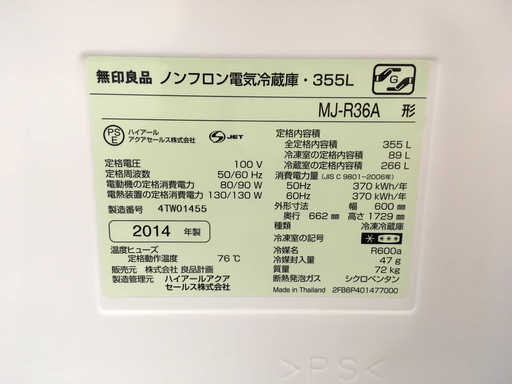 無印良品 ノンフロン電気冷蔵庫・355L
G
MJ-R36A 形
PS
E
ハイアール
アクアセールス株式会社
S JET
定格電圧 100 V
定格周波数 50/60 Hz
電動機の定格消費電力 80/90 W
電熱装置の定格消費電力 130/130 W
製造番号 4TW01455
2014 年製
温度ヒューズ
定格動作温度 76℃
販売元 株式会社 良品計画
製造管理元 ハイアールアクア
セールス株式会社
定格内容積
全定格内容積 355 L
冷凍室の内容積 89 L
冷蔵室の内容積 266 L
消費電力量 (JIS C 9801-2006年)
50Hz 370 kWh/年
60Hz 370 kWh/年
外形寸法 幅 600 mm
奥行 662 mm 高さ 1729 mm
種類 冷凍冷蔵庫
冷凍室の記号
冷媒名 R600a
冷媒封入量 47 g
質量 72 kg
断熱発泡ガス シクロペンタン
Made in Thailand 2FB6P401477000
>PS<